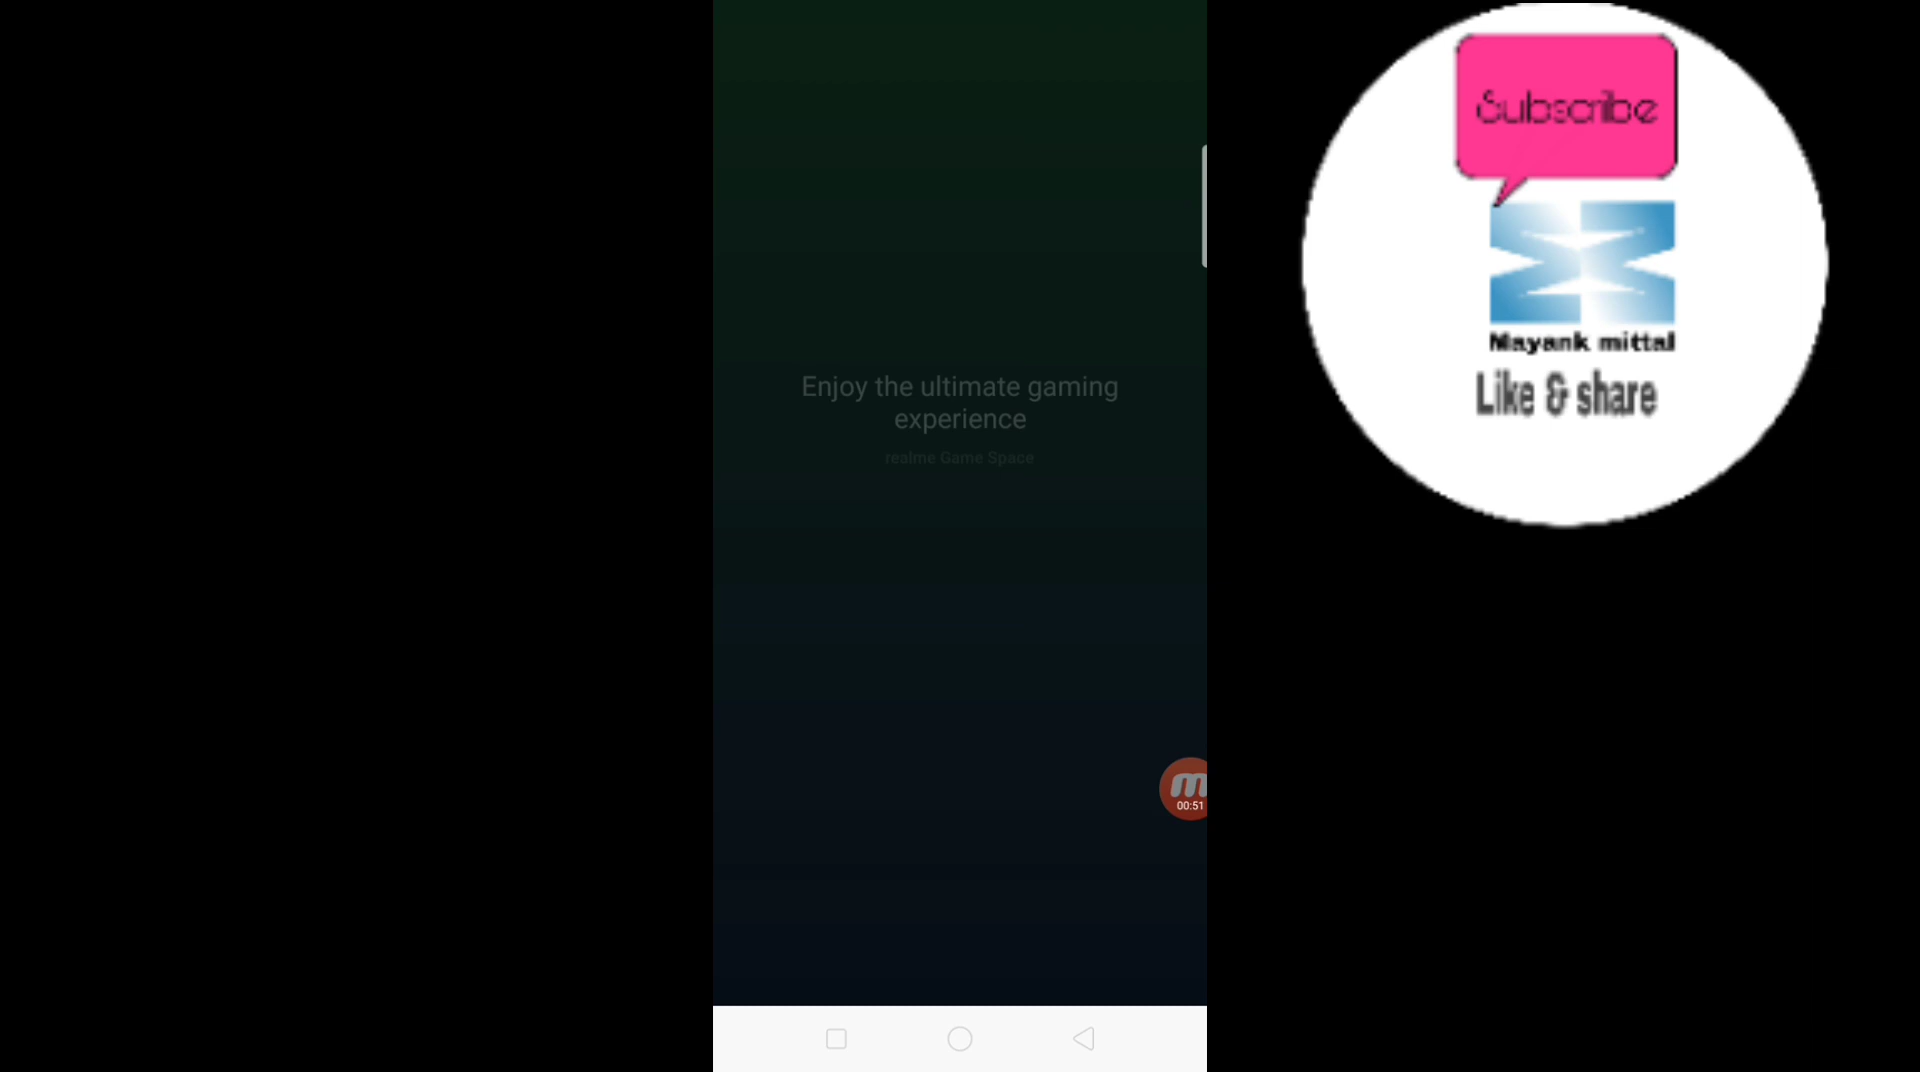 Enjoy the ultimate gaming
experience
realme Game Space
m
00:51
Subscribe
Mayank mittal
Like & share